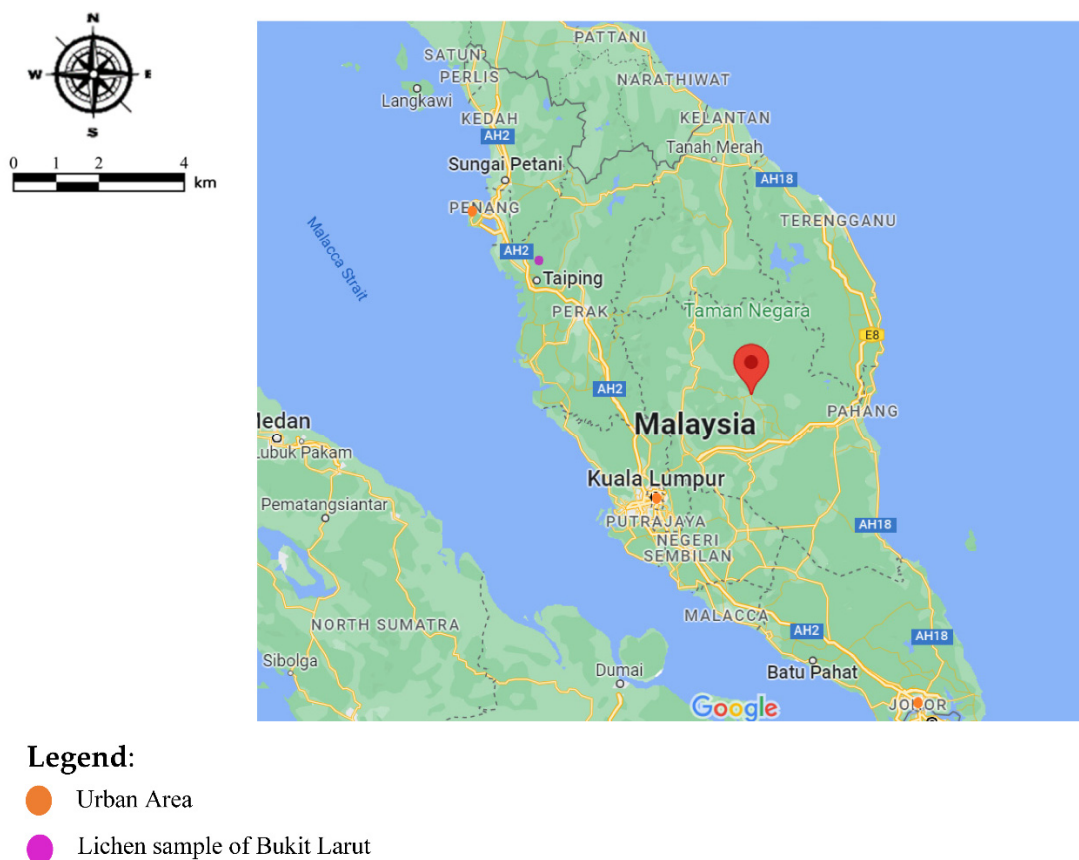 N
W
E
S
0 1 2 4
km
PATTANI
SATUN
PERLIS
NARATHIWAT
Langkawi
KEDAH
KELANTAN
AH2
Tanah Merah
Sungai Petani
AH18
PENANG
TERENGGANU
Malacca Strait
AH2
Taiping
PERAK
Taman Negara
E8
AH2
PAHANG
Malaysia
Medan
Lubuk Pakam
Kuala Lumpur
Pematangsiantar
PUTRAJAYA
AH18
NEGERI
SEMBILAN
MALACCA
NORTH SUMATRA
AH2
AH18
Sibolga
Batu Pahat
Dumai
Google
JOHOR
Legend:
Urban Area
Lichen sample of Bukit Larut